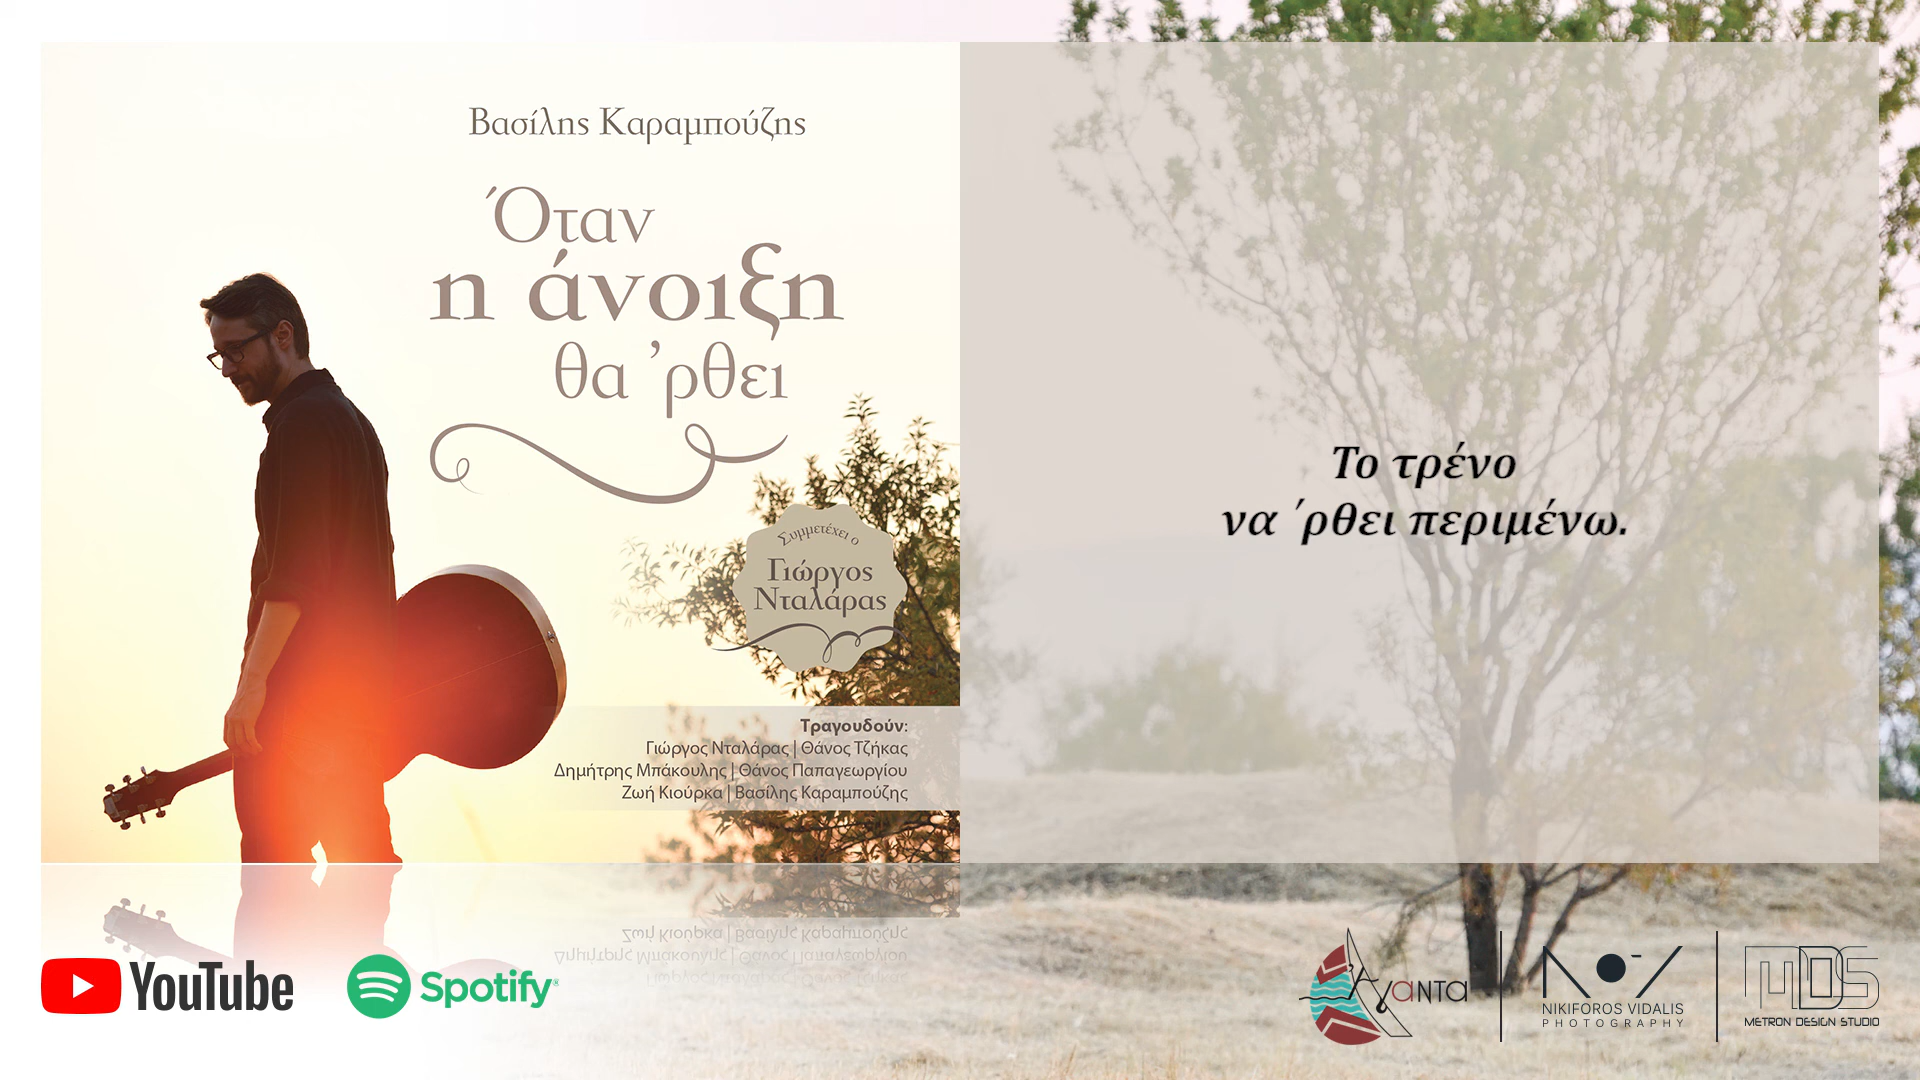 Βασίλης Καραμπούζης
Όταν
η άνοιξη
θα ’ρθει
Συμμετέχει ο
Γιώργος
Νταλάρας
Τραγουδούν:
Γιώργος Νταλάρας | Θάνος Τζήκας
Δημήτρης Μπάκουλης | Θάνος Παπαγεωργίου
Ζωή Κιούρκα | Βασίλης Καραμπούζης
Το τρένο
να ΄ρθει περιμένω.
YouTube
Spotify®
Αγάντα
NIKIFOROS VIDALIS
PHOTOGRAPHY
MDS
METRON DESIGN STUDIO